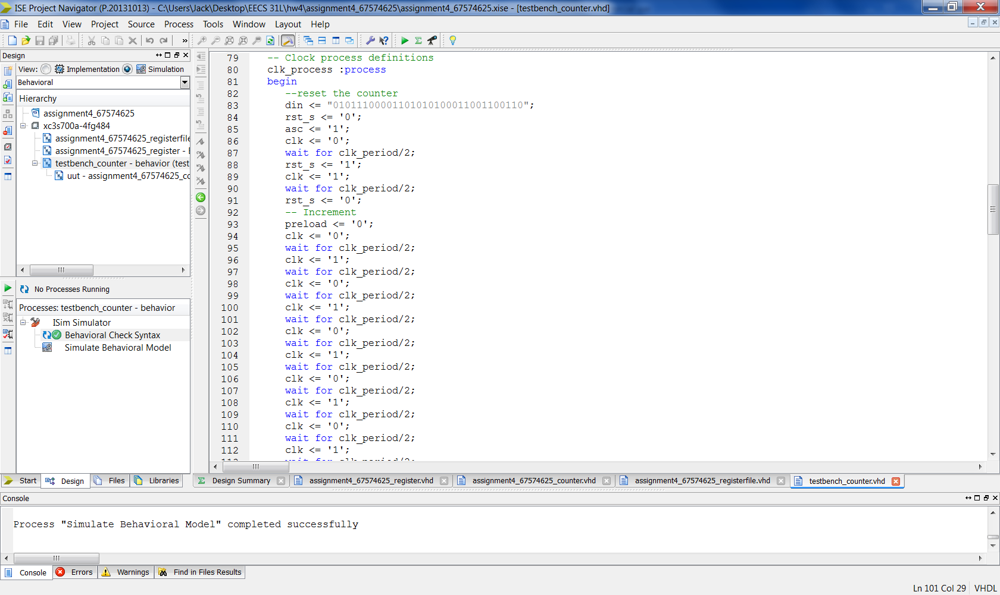 ISE Project Navigator (P.20131013) - C:\Users\Jack\Desktop\EECS 31L\hw4\assignment4_67574625\assignment4_67574625.xise - [testbench_counter.vhd]
File Edit View Project Source Process Tools Window Layout Help
»
Design
View: Implementation Simulation
Behavioral
Hierarchy
assignment4_67574625
xc3s700a-4fg484
assignment4_67574625_registerfile
assignment4_67574625_register -
testbench_counter - behavior (test
uut - assignment4_67574625_co
No Processes Running
Processes: testbench_counter - behavior
ISim Simulator
Behavioral Check Syntax
Simulate Behavioral Model
Start Design Files Libraries
79 -- Clock process definitions
80 clk_process :process
81 begin
82 --reset the counter
83 din <= "01011100001101010100011001100110";
84 rst_s <= '0';
85 asc <= '1';
86 clk <= '0';
87 wait for clk_period/2;
88 rst_s <= '1';
89 clk <= '1';
90 wait for clk_period/2;
91 rst_s <= '0';
92 -- Increment
93 preload <= '0';
94 clk <= '0';
95 wait for clk_period/2;
96 clk <= '1';
97 wait for clk_period/2;
98 clk <= '0';
99 wait for clk_period/2;
100 clk <= '1';
101 wait for clk_period/2;
102 clk <= '0';
103 wait for clk_period/2;
104 clk <= '1';
105 wait for clk_period/2;
106 clk <= '0';
107 wait for clk_period/2;
108 clk <= '1';
109 wait for clk_period/2;
110 clk <= '0';
111 wait for clk_period/2;
112 clk <= '1';
Design Summary assignment4_67574625_register.vhd assignment4_67574625_counter.vhd assignment4_67574625_registerfile.vhd testbench_counter.vhd
Console
Process "Simulate Behavioral Model" completed successfully
Console Errors Warnings Find in Files Results
Ln 101 Col 29 VHDL